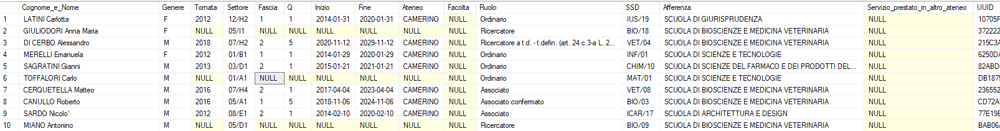 Cognome_e_Nome Genere Tornata Settore Fascia Q Inizio Fine Ateneo Facolta Ruolo SSD Afferenza Servizio_prestato_in_altro_ateneo UUID
1 LATINI Carlotta F 2012 12/H2 1 1 2014-01-31 2020-01-31 CAMERINO NULL Ordinario IUS/19 SCUOLA DI GIURISPRUDENZA NULL 10705F
2 GIULIODORI Anna Maria F NULL 05/I1 NULL NULL NULL NULL NULL NULL Ricercatore BIO/18 SCUOLA DI BIOSCIENZE E MEDICINA VETERINARIA NULL 372222
3 DI CERBO Alessandro M 2018 07/H2 2 5 2020-11-12 2029-11-12 CAMERINO NULL Ricercatore a t.d. - t.defin. (art. 24 c.3-a L. 2... VET/04 SCUOLA DI BIOSCIENZE E MEDICINA VETERINARIA NULL 215C3A
4 MERELLI Emanuela F 2012 01/B1 1 1 2014-01-29 2020-01-29 CAMERINO NULL Ordinario INF/01 SCUOLA DI SCIENZE E TECNOLOGIE NULL 6250DA
5 SAGRATINI Gianni M 2013 03/D1 2 1 2015-01-21 2021-01-21 CAMERINO NULL Ordinario CHIM/10 SCUOLA DI SCIENZE DEL FARMACO E DEI PRODOTTI DEL... NULL 82ABD
6 TOFFALORI Carlo M NULL 01/A1 NULL NULL NULL NULL NULL NULL Ordinario MAT/01 SCUOLA DI SCIENZE E TECNOLOGIE NULL DB1875
7 CERQUETELLA Matteo M 2016 07/H4 2 1 2017-04-04 2023-04-04 CAMERINO NULL Associato VET/08 SCUOLA DI BIOSCIENZE E MEDICINA VETERINARIA NULL 236552
8 CANULLO Roberto M 2016 05/A1 1 5 2018-11-06 2024-11-06 CAMERINO NULL Associato confermato BIO/03 SCUOLA DI BIOSCIENZE E MEDICINA VETERINARIA NULL CD72A
9 SARDO Nicolo' M 2012 08/E1 2 1 2014-02-10 2020-02-10 CAMERINO NULL Associato ICAR/17 SCUOLA DI ARCHITETTURA E DESIGN NULL 77E19E
10 MIANO Antonino M NULL 05/D1 NULL NULL NULL NULL NULL NULL Ricercatore BIO/09 SCUOLA DI BIOSCIENZE E MEDICINA VETERINARIA NULL BAB06